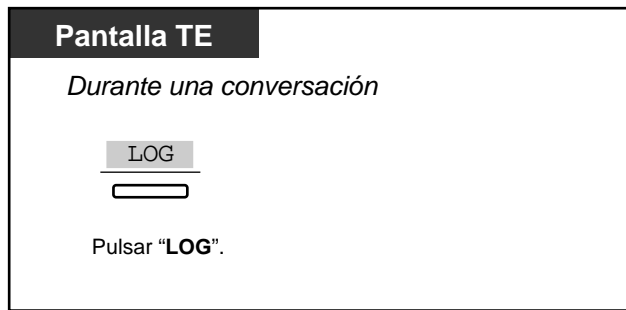 Pantalla TE
Durante una conversación
LOG
Pulsar “LOG”.